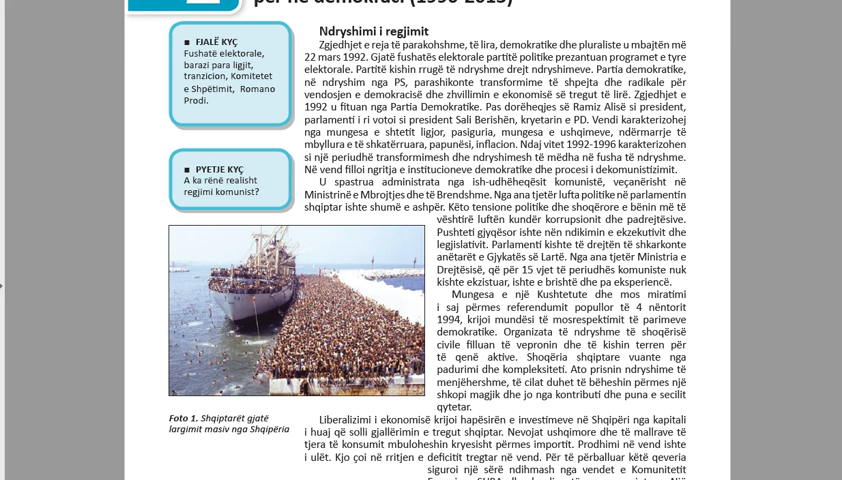 për në demokraci (1990-2013)
FJALË KYÇ
Fushatë elektorale,
barazi para ligjit,
tranzicion, Komitetet
e Shpëtimit, Romano
Prodi.
PYETJE KYÇ
A ka rënë realisht
regjimi komunist?
Ndryshimi i regjimit
Zgjedhjet e reja të parakohshme, të lira, demokratike dhe pluraliste u mbajtën më
22 mars 1992. Gjatë fushatës elektorale partitë politike prezantuan programet e tyre
elektorale. Partitë kishin rrugë të ndryshme drejt ndryshimeve. Partia demokratike,
në ndryshim nga PS, parashikonte transformime të shpejta dhe radikale për
vendosjen e demokracisë dhe zhvillimin e ekonomisë së tregut të lirë. Zgjedhjet e
1992 u fituan nga Partia Demokratike. Pas dorëheqjes së Ramiz Alisë si president,
parlamenti i ri votoi si president Sali Berishën, kryetarin e PD. Vendi karakterizohej
nga mungesa e shtetit ligjor, pasiguria, mungesa e ushqimeve, ndërmarrje të
mbyllura e të shkatërruara, papunësi, inflacion. Ndaj vitet 1992-1996 karakterizohen
si një periudhë transformimesh dhe ndryshimesh të mëdha në fusha të ndryshme.
Në vend filloi ngritja e institucioneve demokratike dhe procesi i dekomunistizimit.
U spastrua administrata nga ish-udhëheqësit komunistë, veçanërisht në
Ministrinë e Mbrojtjes dhe të Brendshme. Nga ana tjetër lufta politike në parlamentin
shqiptar ishte shumë e ashpër. Këto tensione politike dhe shoqërore e bënin më të
vështirë luftën kundër korrupsionit dhe padrejtësive.
Pushteti gjyqësor ishte nën ndikimin e ekzekutivit dhe
legjislativit. Parlamenti kishte të drejtën të shkarkonte
anëtarët e Gjykatës së Lartë. Nga ana tjetër Ministria e
Drejtësisë, që për 15 vjet të periudhës komuniste nuk
kishte ekzistuar, ishte e brishtë dhe pa eksperiencë.
Mungesa e një Kushtetute dhe mos miratimi
i saj përmes referendumit popullor të 4 nëntorit
1994, krijoi mundësi të mosrespektimit të parimeve
demokratike. Organizata të ndryshme të shoqërisë
civile filluan të vepronin dhe të kishin terren për
të qenë aktive. Shoqëria shqiptare vuante nga
padurimi dhe kompleksiteti. Ato prisnin ndryshime të
menjëhershme, të cilat duhet të bëheshin përmes një
shkopi magjik dhe jo nga kontributi dhe puna e secilit
qytetar.
Foto 1. Shqiptarët gjatë
largimit masiv nga Shqipëria
Liberalizimi i ekonomisë krijoi hapësirën e investimeve në Shqipëri nga kapitali
i huaj që solli gjallërimin e tregut shqiptar. Nevojat ushqimore dhe të mallrave të
tjera të konsumit mbuloheshin kryesisht përmes importit. Prodhimi në vend ishte
i ulët. Kjo çoi në rritjen e deficitit tregtar në vend. Për të përballuar këtë qeveria
siguroi një sërë ndihmash nga vendet e Komunitetit